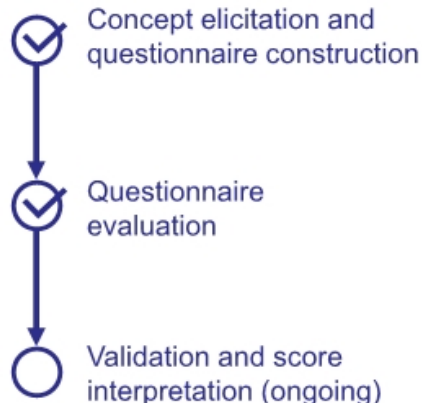 Concept elicitation and
questionnaire construction
Questionnaire
evaluation
Validation and score
interpretation (ongoing)